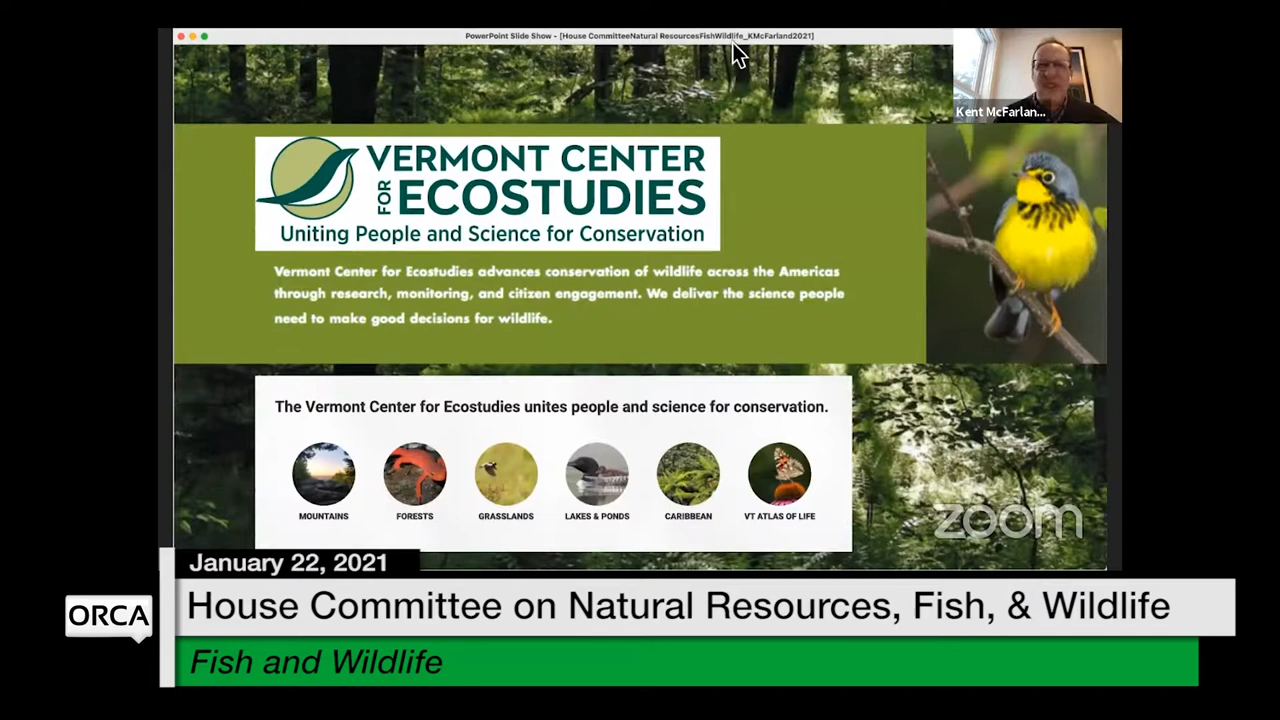 PowerPoint Slide Show - [House CommitteeNatural ResourcesFishWildlife_KMcFarland2021]
Kent McFarlan...
VERMONT CENTER
FOR ECOSTUDIES
Uniting People and Science for Conservation
Vermont Center for Ecostudies advances conservation of wildlife across the Americas
through research, monitoring, and citizen engagement. We deliver the science people
need to make good decisions for wildlife.
The Vermont Center for Ecostudies unites people and science for conservation.
MOUNTAINS FORESTS GRASSLANDS LAKES & PONDS CARIBBEAN VT ATLAS OF LIFE
zoom
January 22, 2021
ORCA
House Committee on Natural Resources, Fish, & Wildlife
Fish and Wildlife